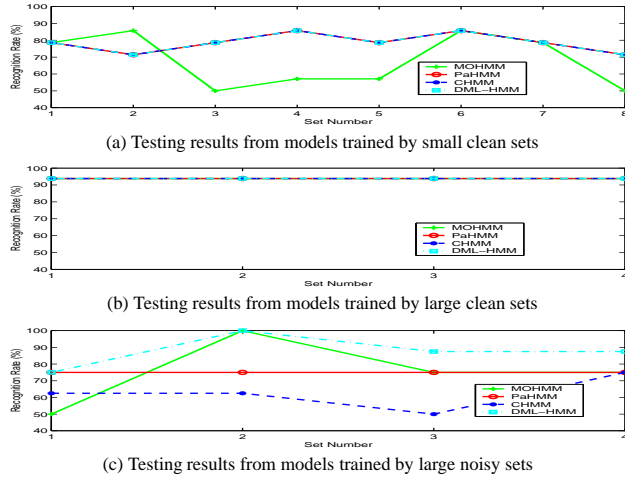 100
90
80
70
60
50
40
Recognition Rate (%)
MOHMM
PaHMM
CHMM
DML-HMM
1 2 3 4 5 6 7 8
Set Number
(a) Testing results from models trained by small clean sets
100
90
80
70
60
50
40
Recognition Rate (%)
MOHMM
PaHMM
CHMM
DML-HMM
1 2 3 4
Set Number
(b) Testing results from models trained by large clean sets
100
90
80
70
60
50
40
Recognition Rate (%)
MOHMM
PaHMM
CHMM
DML-HMM
1 2 3 4
Set Number
(c) Testing results from models trained by large noisy sets